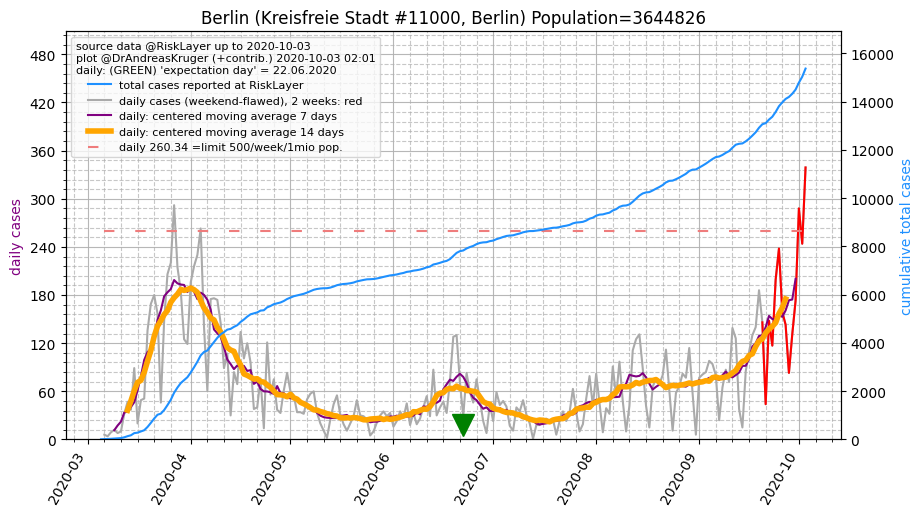 Berlin (Kreisfreie Stadt #11000, Berlin) Population=3644826
source data @RiskLayer up to 2020-10-03
plot @DrAndreasKruger (+contrib.) 2020-10-03 02:01
daily: (GREEN) 'expectation day' = 22.06.2020
total cases reported at RiskLayer
daily cases (weekend-flawed), 2 weeks: red
daily: centered moving average 7 days
daily: centered moving average 14 days
daily 260.34 =limit 500/week/1mio pop.
daily cases
480
420
360
300
240
180
120
60
0
16000
14000
12000
10000
8000
6000
4000
2000
0
cumulative total cases
2020-03
2020-04
2020-05
2020-06
2020-07
2020-08
2020-09
2020-10